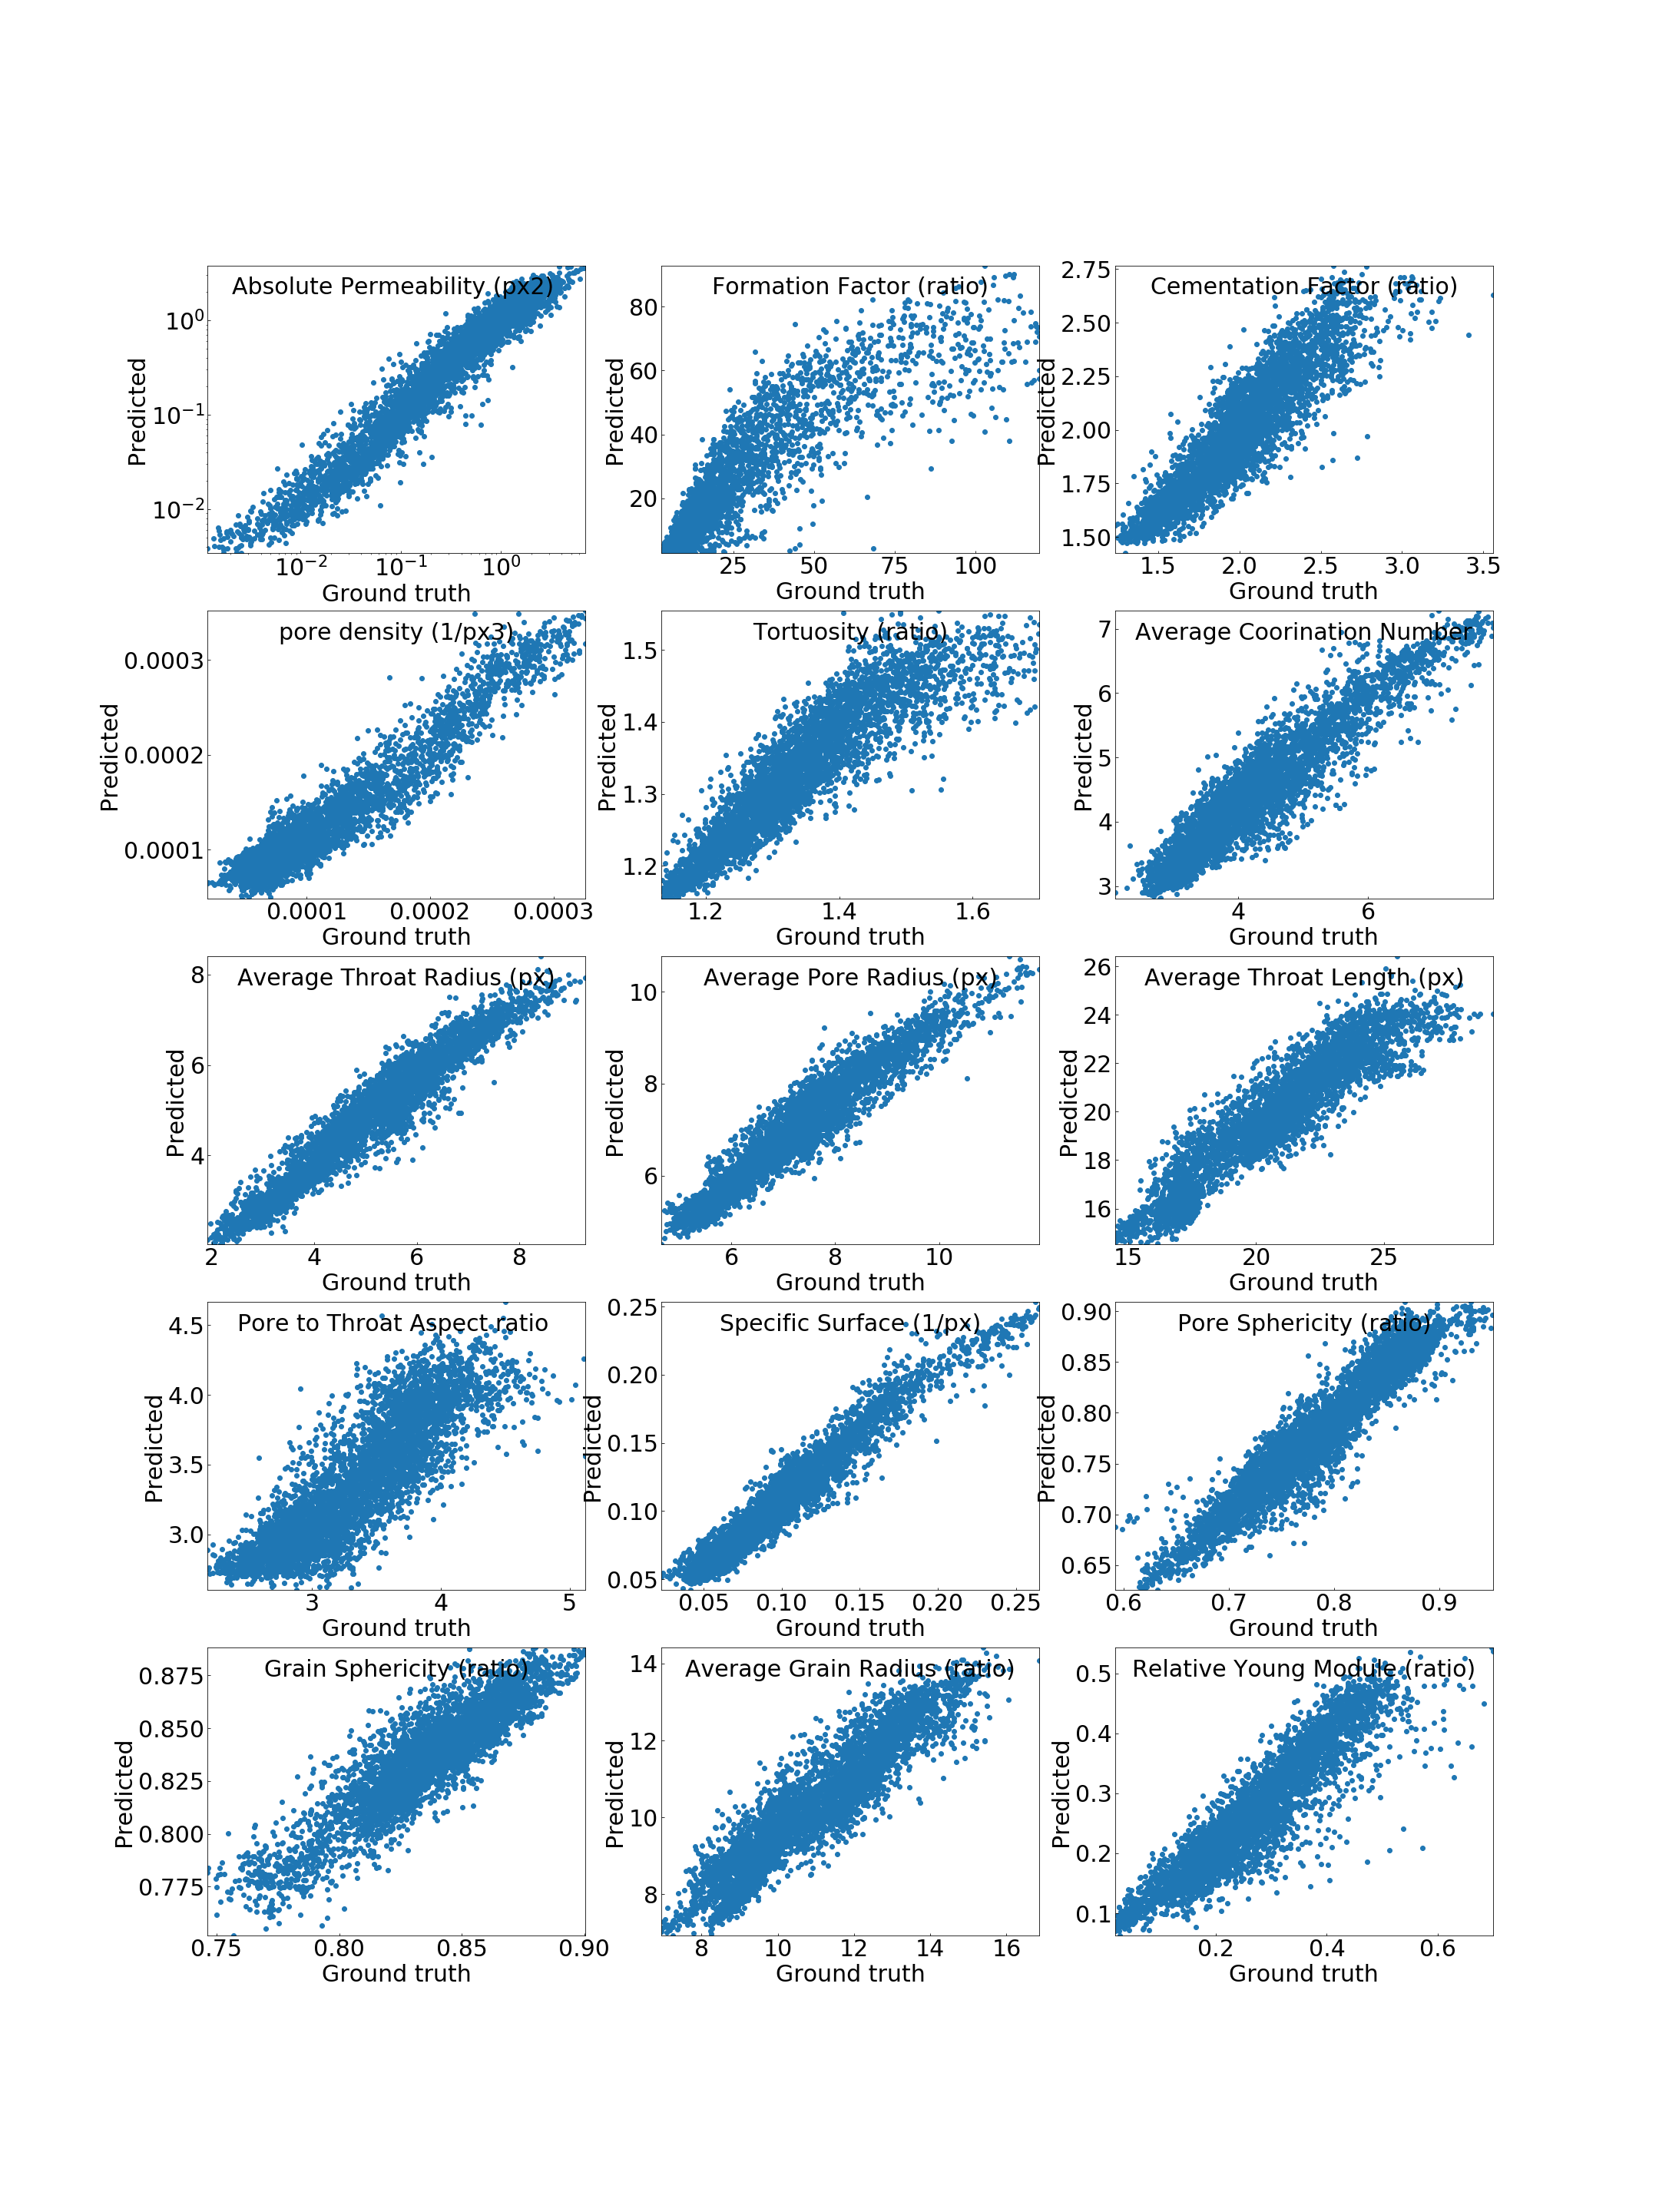 Absolute Permeability (px2)
Predicted
10⁰
10⁻¹
10⁻²
10⁻² 10⁻¹ 10⁰
Ground truth
Formation Factor (ratio)
Predicted
80
60
40
20
25 50 75 100
Ground truth
Cementation Factor (ratio)
Predicted
2.75
2.50
2.25
2.00
1.75
1.50
1.5 2.0 2.5 3.0 3.5
Ground truth
pore density (1/px3)
Predicted
0.0003
0.0002
0.0001
0.0001 0.0002 0.0003
Ground truth
Tortuosity (ratio)
Predicted
1.5
1.4
1.3
1.2
1.2 1.4 1.6
Ground truth
Average Coorination Number
Predicted
7
6
5
4
3
4 6
Ground truth
Average Throat Radius (px)
Predicted
8
6
4
2 4 6 8
Ground truth
Average Pore Radius (px)
Predicted
10
8
6
6 8 10
Ground truth
Average Throat Length (px)
Predicted
26
24
22
20
18
16
15 20 25
Ground truth
Pore to Throat Aspect ratio
Predicted
4.5
4.0
3.5
3.0
3 4 5
Ground truth
Specific Surface (1/px)
Predicted
0.25
0.20
0.15
0.10
0.05
0.05 0.10 0.15 0.20 0.25
Ground truth
Pore Sphericity (ratio)
Predicted
0.90
0.85
0.80
0.75
0.70
0.65
0.6 0.7 0.8 0.9
Ground truth
Grain Sphericity (ratio)
Predicted
0.875
0.850
0.825
0.800
0.775
0.75 0.80 0.85 0.90
Ground truth
Average Grain Radius (ratio)
Predicted
14
12
10
8
8 10 12 14 16
Ground truth
Relative Young Module (ratio)
Predicted
0.5
0.4
0.3
0.2
0.1
0.2 0.4 0.6
Ground truth